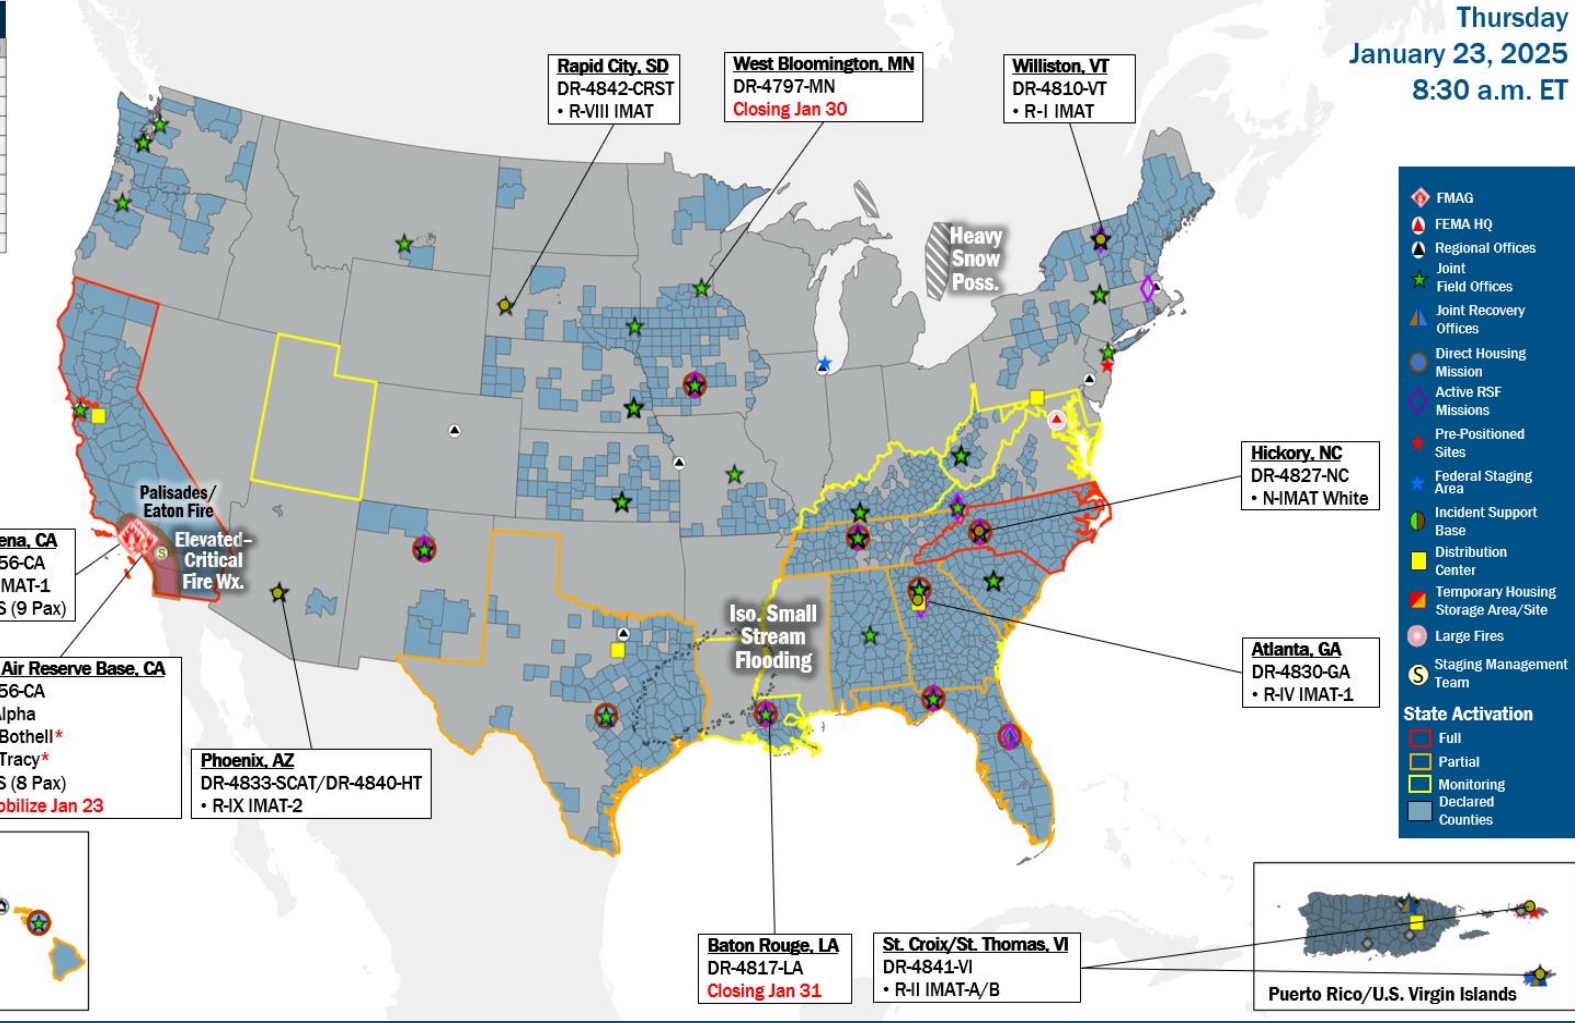 Thursday
January 23, 2025
8:30 a.m. ET
Rapid City, SD
DR-4842-CRST
• R-VIII IMAT
West Bloomington, MN
DR-4797-MN
Closing Jan 30
Williston, VT
DR-4810-VT
• R-I IMAT
Heavy
Snow
Poss.
Palisades/
Eaton Fire
Elevated–
Critical
Fire Wx.
S
Iso. Small
Stream
Flooding
Hickory, NC
DR-4827-NC
• N-IMAT White
Atlanta, GA
DR-4830-GA
• R-IV IMAT-1
ena, CA
56-CA
MAT-1
S (9 Pax)
Air Reserve Base, CA
56-CA
Alpha
Bothell*
Tracy*
S (8 Pax)
obilize Jan 23
Phoenix, AZ
DR-4833-SCAT/DR-4840-HT
• R-IX IMAT-2
Baton Rouge, LA
DR-4817-LA
Closing Jan 31
St. Croix/St. Thomas, VI
DR-4841-VI
• R-II IMAT-A/B
Puerto Rico/U.S. Virgin Islands
FMAG
FEMA HQ
Regional Offices
Joint
Field Offices
Joint Recovery
Offices
Direct Housing
Mission
Active RSF
Missions
Pre-Positioned
Sites
Federal Staging
Area
Incident Support
Base
Distribution
Center
Temporary Housing
Storage Area/Site
Large Fires
S
Staging Management
Team
State Activation
Full
Partial
Monitoring
Declared
Counties